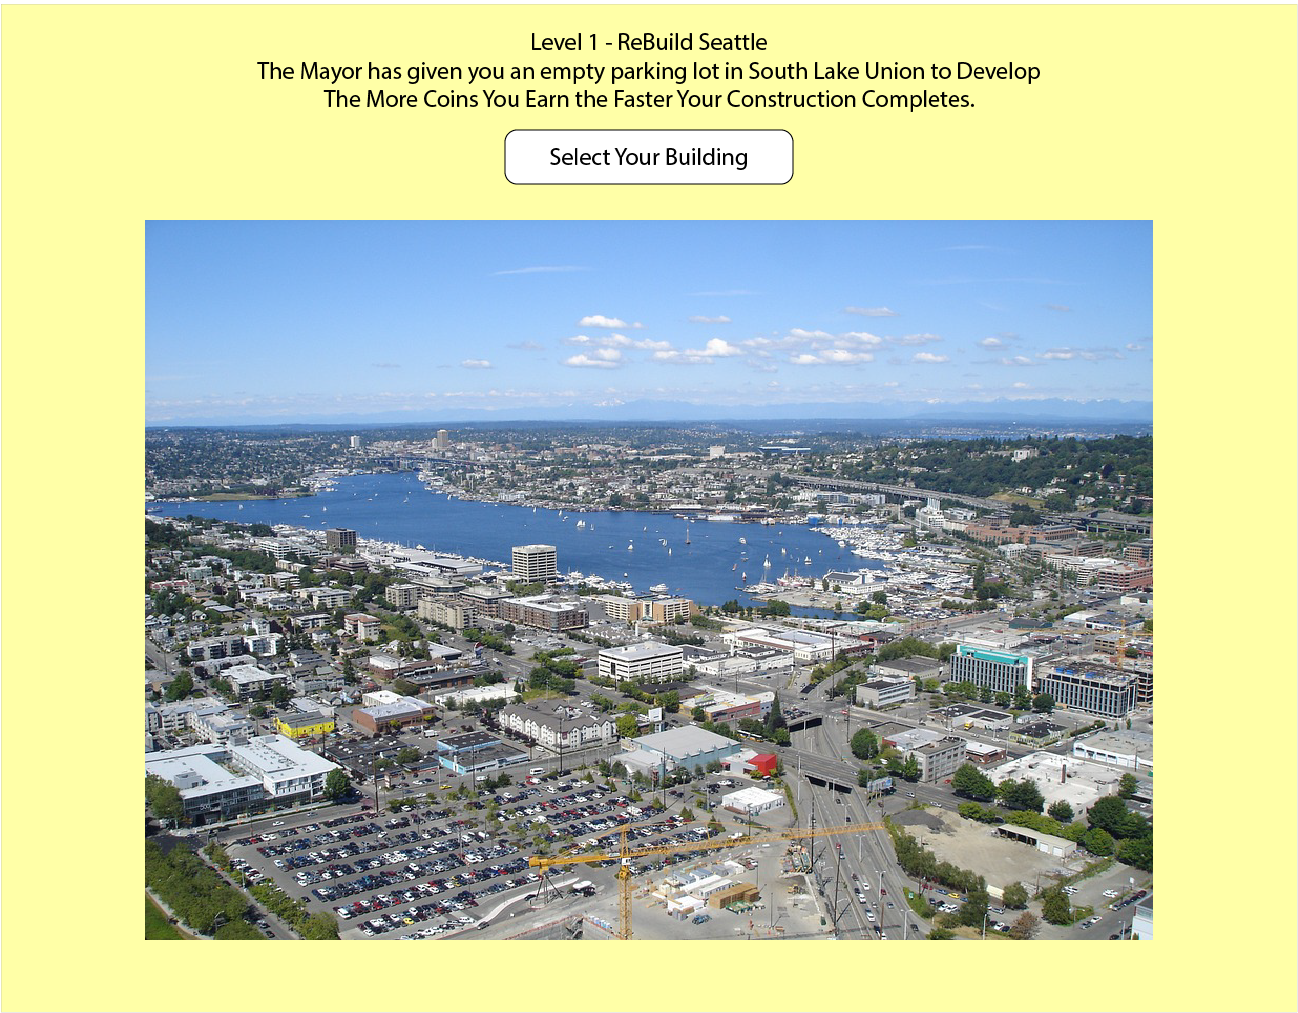 Level 1 - ReBuild Seattle
The Mayor has given you an empty parking lot in South Lake Union to Develop
The More Coins You Earn the Faster Your Construction Completes.
Select Your Building